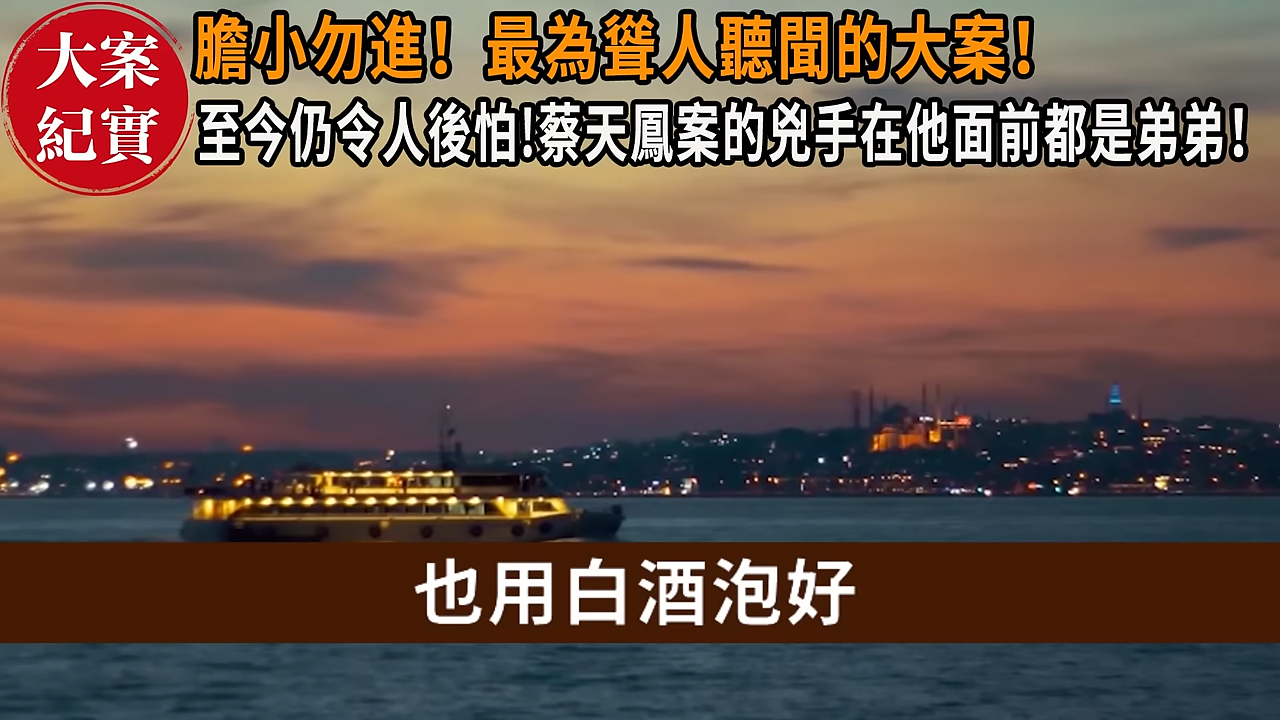 大案
紀實
膽小勿進！最為聳人聽聞的大案！
至今仍令人後怕!蔡天鳳案的兇手在他面前都是弟弟！
也用白酒泡好